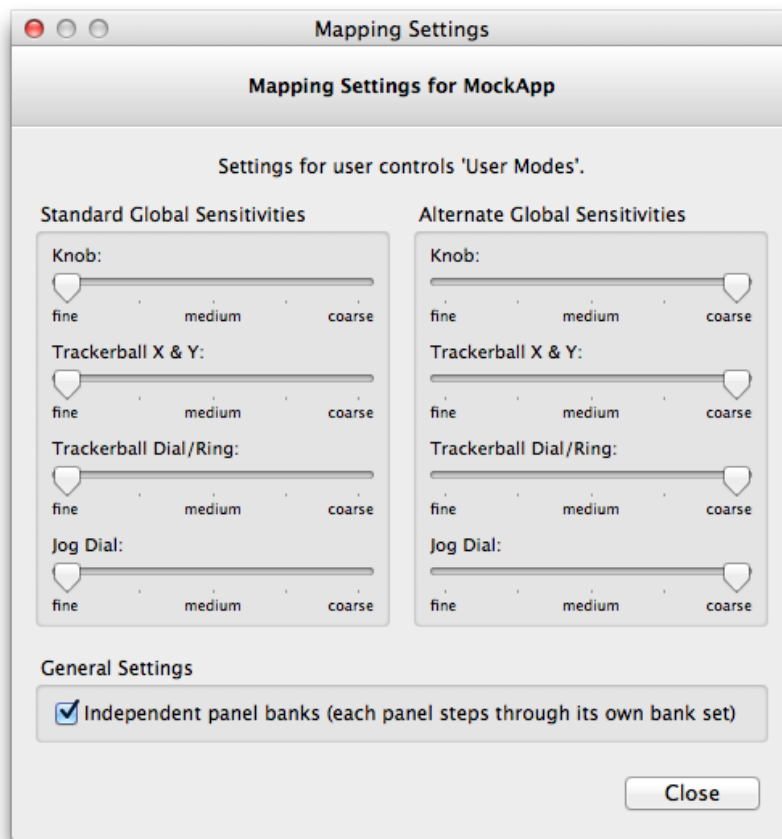 Mapping Settings
Mapping Settings for MockApp
Settings for user controls 'User Modes'.
Standard Global Sensitivities
Knob:
fine medium coarse
Trackerball X & Y:
fine medium coarse
Trackerball Dial/Ring:
fine medium coarse
Jog Dial:
fine medium coarse
Alternate Global Sensitivities
Knob:
fine medium coarse
Trackerball X & Y:
fine medium coarse
Trackerball Dial/Ring:
fine medium coarse
Jog Dial:
fine medium coarse
General Settings
Independent panel banks (each panel steps through its own bank set)
Close